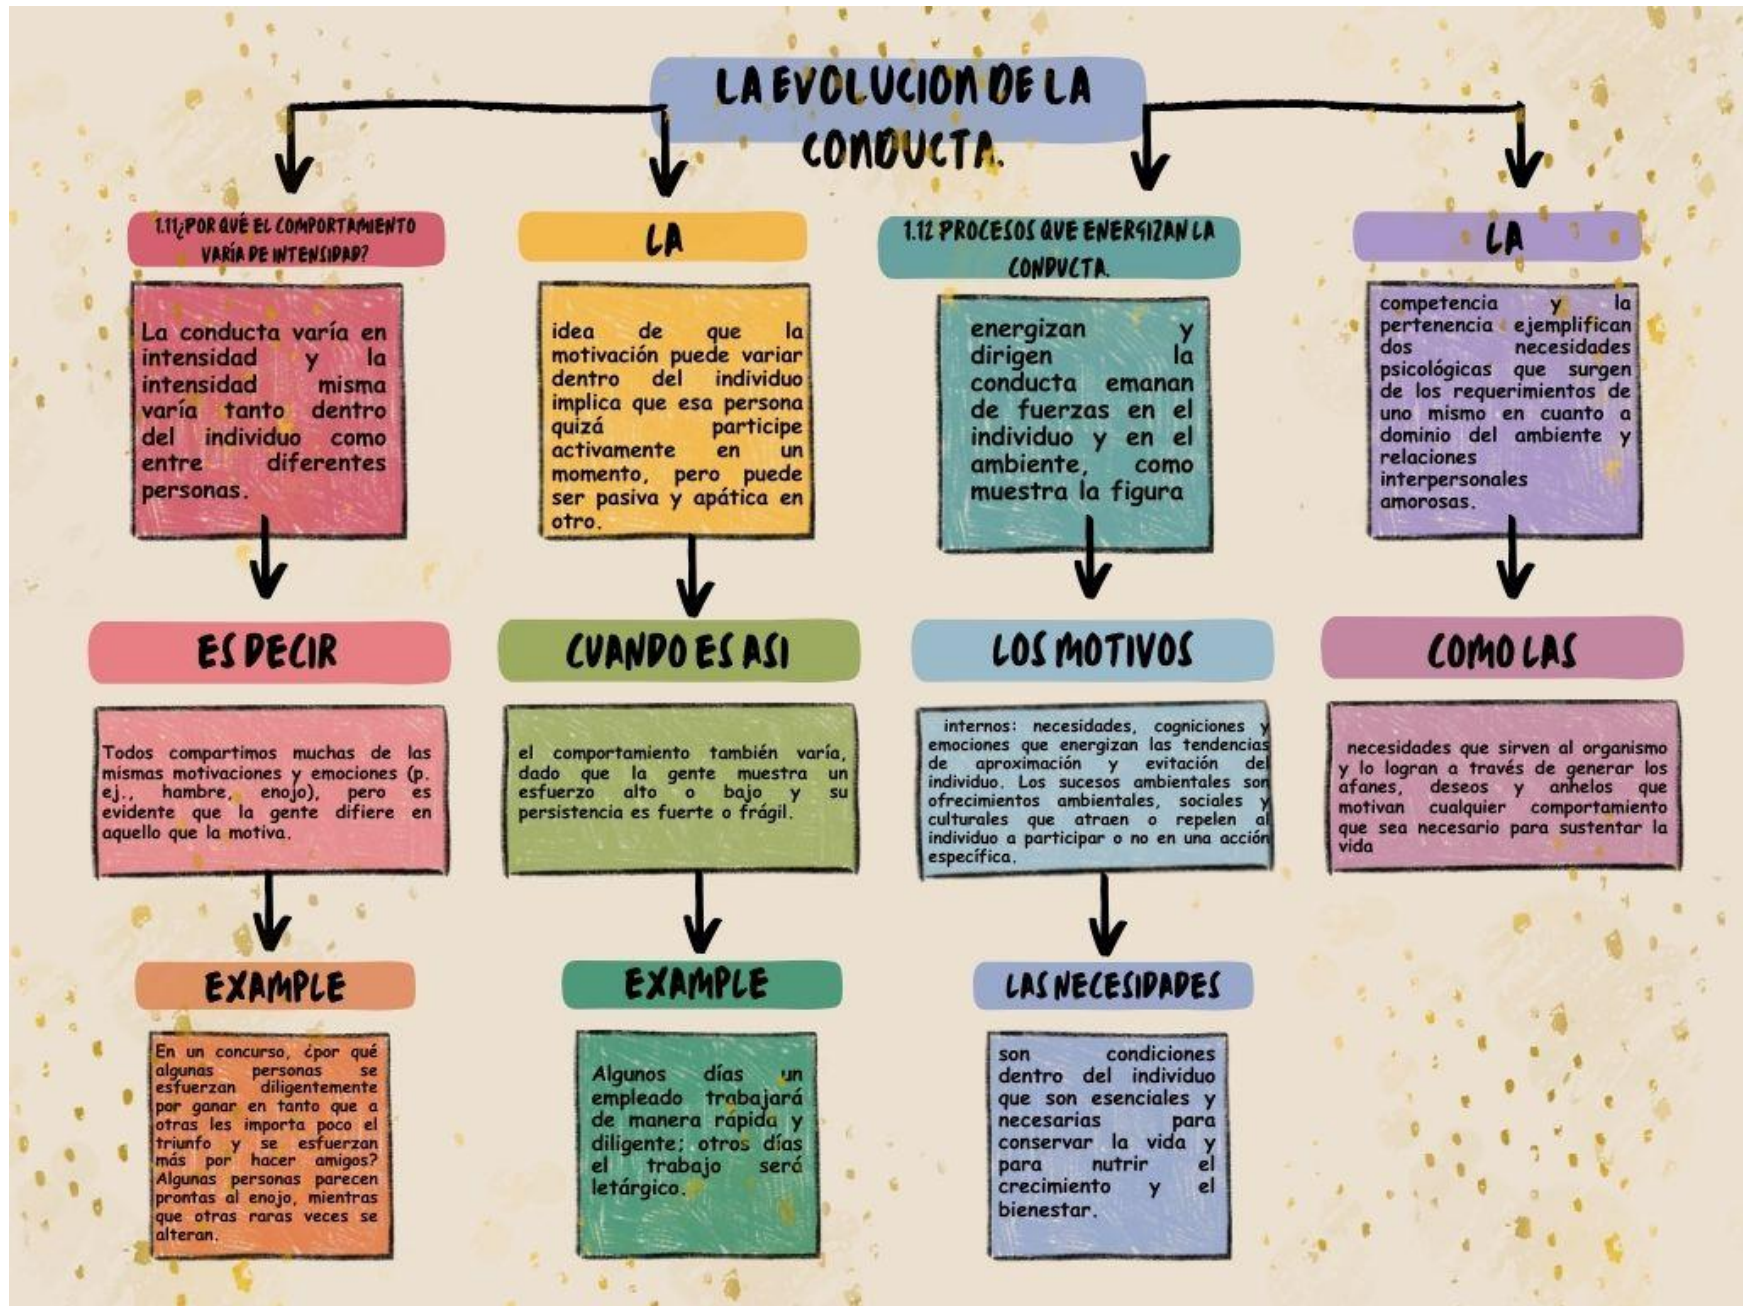 LA EVOLUCION DE LA
CONDUCTA.
1.11¿POR QUÉ EL COMPORTAMIENTO
VARÍA DE INTENSIDAD?
La conducta varía en
intensidad y la
intensidad misma
varía tanto dentro
del individuo como
entre diferentes
personas.
ES DECIR
Todos compartimos muchas de las
mismas motivaciones y emociones (p.
ej., hambre, enojo), pero es
evidente que la gente difiere en
aquello que la motiva.
EXAMPLE
En un concurso, ¿por qué
algunas personas se
esfuerzan diligentemente
por ganar en tanto que a
otras les importa poco el
triunfo y se esfuerzan
más por hacer amigos?
Algunas personas parecen
prontas al enojo, mientras
que otras raras veces se
alteran.
LA
idea de que la
motivación puede variar
dentro del individuo
implica que esa persona
quizá participe
activamente en un
momento, pero puede
ser pasiva y apática en
otro.
CUANDO ES ASI
el comportamiento también varía,
dado que la gente muestra un
esfuerzo alto o bajo y su
persistencia es fuerte o frágil.
EXAMPLE
Algunos días un
empleado trabajará
de manera rápida y
diligente; otros días
el trabajo será
letárgico.
1.12 PROCESOS QUE ENERGIZAN LA
CONDUCTA.
energizan y
dirigen la
conducta emanan
de fuerzas en el
individuo y en el
ambiente, como
muestra la figura
LOS MOTIVOS
internos: necesidades, cogniciones y
emociones que energizan las tendencias
de aproximación y evitación del
individuo. Los sucesos ambientales son
ofrecimientos ambientales, sociales y
culturales que atraen o repelen al
individuo a participar o no en una acción
específica.
LAS NECESIDADES
son condiciones
dentro del individuo
que son esenciales y
necesarias para
conservar la vida y
para nutrir el
crecimiento y el
bienestar.
LA
competencia y la
pertenencia ejemplifican
dos necesidades
psicológicas que surgen
de los requerimientos de
uno mismo en cuanto a
dominio del ambiente y
relaciones
interpersonales
amorosas.
COMO LAS
necesidades que sirven al organismo
y lo logran a través de generar los
afanes, deseos y anhelos que
motivan cualquier comportamiento
que sea necesario para sustentar la
vida